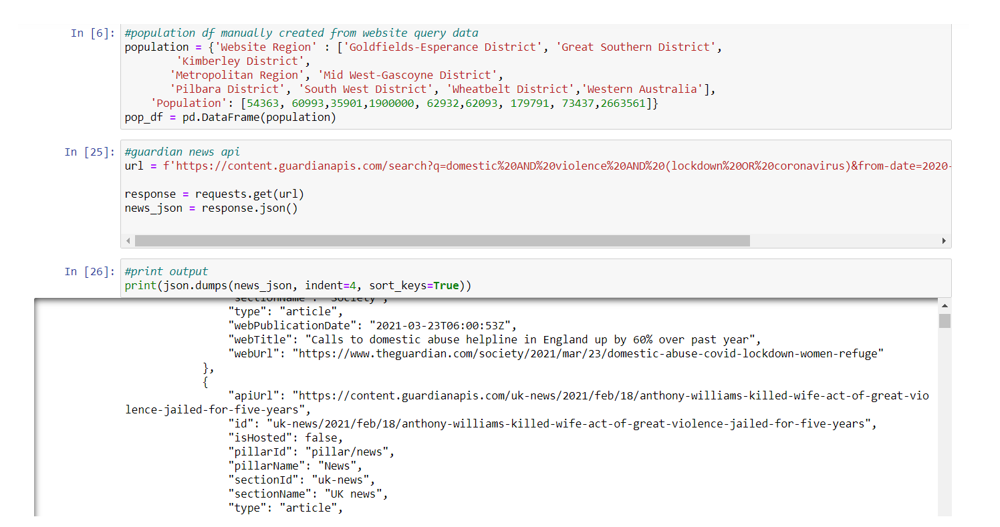 In [6]: #population df manually created from website query data
population = {'Website Region' : ['Goldfields-Esperance District', 'Great Southern District',
'Kimberley District',
'Metropolitan Region', 'Mid West-Gascoyne District',
'Pilbara District', 'South West District', 'Wheatbelt District','Western Australia'],
'Population': [54363, 60993,35901,1900000, 62932,62093, 179791, 73437,2663561]}
pop_df = pd.DataFrame(population)
In [25]: #guardian news api
url = f'https://content.guardianapis.com/search?q=domestic%20AND%20violence%20AND%20(lockdown%20OR%20coronavirus)&from-date=2020-
response = requests.get(url)
news_json = response.json()
In [26]: #print output
print(json.dumps(news_json, indent=4, sort_keys=True))
"sectionName": "Society",
"type": "article",
"webPublicationDate": "2021-03-23T06:00:53Z",
"webTitle": "Calls to domestic abuse helpline in England up by 60% over past year",
"webUrl": "https://www.theguardian.com/society/2021/mar/23/domestic-abuse-covid-lockdown-women-refuge"
},
{
"apiUrl": "https://content.guardianapis.com/uk-news/2021/feb/18/anthony-williams-killed-wife-act-of-great-vio
lence-jailed-for-five-years",
"id": "uk-news/2021/feb/18/anthony-williams-killed-wife-act-of-great-violence-jailed-for-five-years",
"isHosted": false,
"pillarId": "pillar/news",
"pillarName": "News",
"sectionId": "uk-news",
"sectionName": "UK news",
"type": "article",